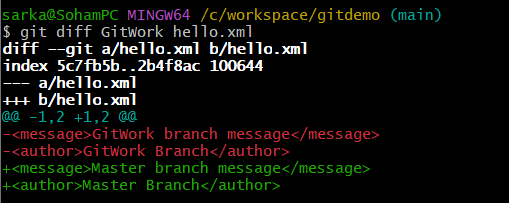 sarka@SohamPC MINGW64 /c/workspace/gitdemo (main)
$ git diff GitWork hello.xml
diff --git a/hello.xml b/hello.xml
index 5c7fb5b..2b4f8ac 100644
--- a/hello.xml
+++ b/hello.xml
@@ -1,2 +1,2 @@
-<message>GitWork branch message</message>
-<author>GitWork Branch</author>
+<message>Master branch message</message>
+<author>Master Branch</author>